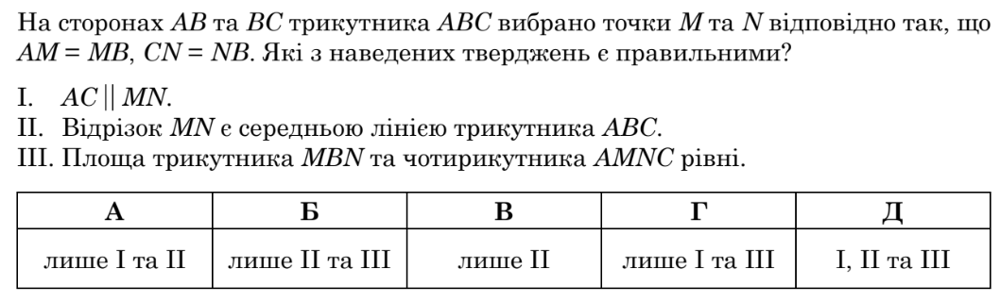 На сторонах AB та BC трикутника ABC вибрано точки M та N відповідно так, що
AM = MB, CN = NB. Які з наведених тверджень є правильними?
I. AC || MN.
II. Відрізок MN є середньою лінією трикутника ABC.
III. Площа трикутника MBN та чотирикутника AMNC рівні.
А Б В Г Д
лише I та II лише II та III лише II лише I та III I, II та III